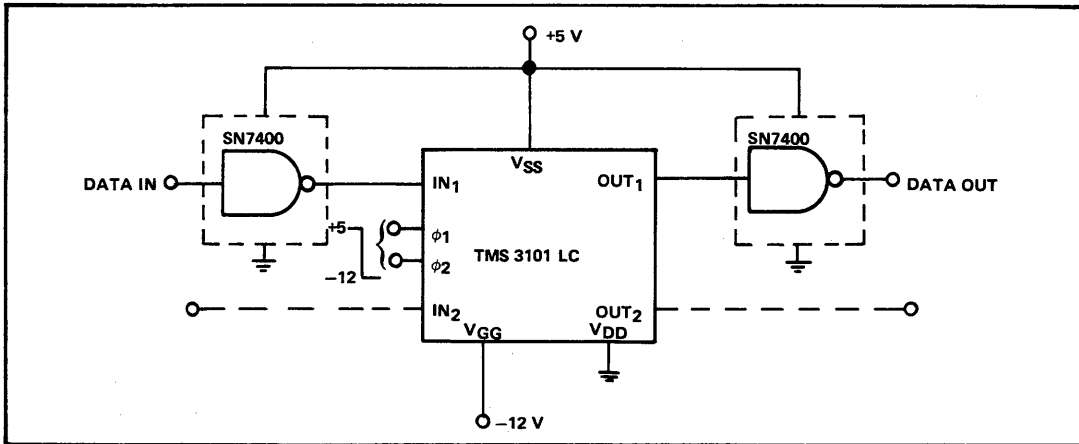 +5 V
SN7400
SN7400
VSS
DATA IN
IN1
OUT1
DATA OUT
+5
ϕ1
TMS 3101 LC
−12
ϕ2
IN2
OUT2
VGG
VDD
−12 V